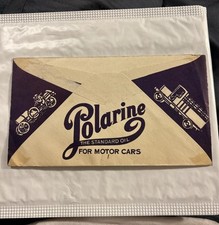 Polarine
THE STANDARD OIL
FOR MOTOR CARS